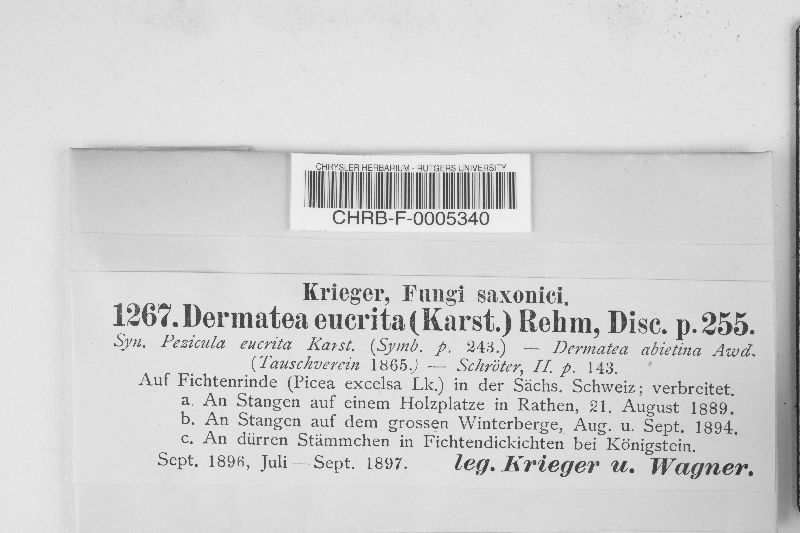 CHRYSLER HERBARIUM - RUTGERS UNIVERSITY
CHRB-F-0005340
Krieger, Fungi saxonici.
1267. Dermatea eucrita (Karst.) Rehm, Disc. p. 255.
Syn. Pezicula eucrita Karst. (Symb. p. 243.) — Dermatea abietina Awd.
(Tauschverein 1865.) — Schröter, II. p. 143.
Auf Fichtenrinde (Picea excelsa Lk.) in der Sächs. Schweiz; verbreitet.
a. An Stangen auf einem Holzplatze in Rathen, 21. August 1889.
b. An Stangen auf dem grossen Winterberge, Aug. u. Sept. 1894.
c. An dürren Stämmchen in Fichtendickichten bei Königstein.
Sept. 1896, Juli — Sept. 1897. leg. Krieger u. Wagner.